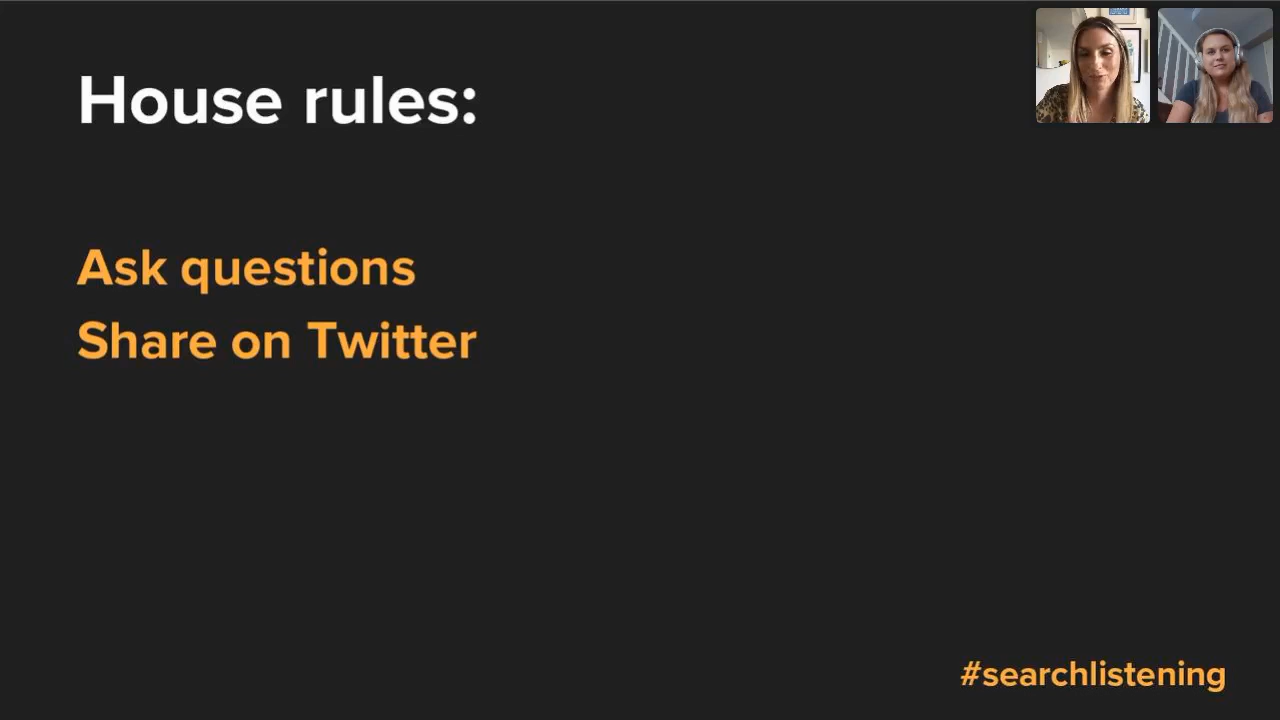 House rules:
Ask questions
Share on Twitter
#searchlistening